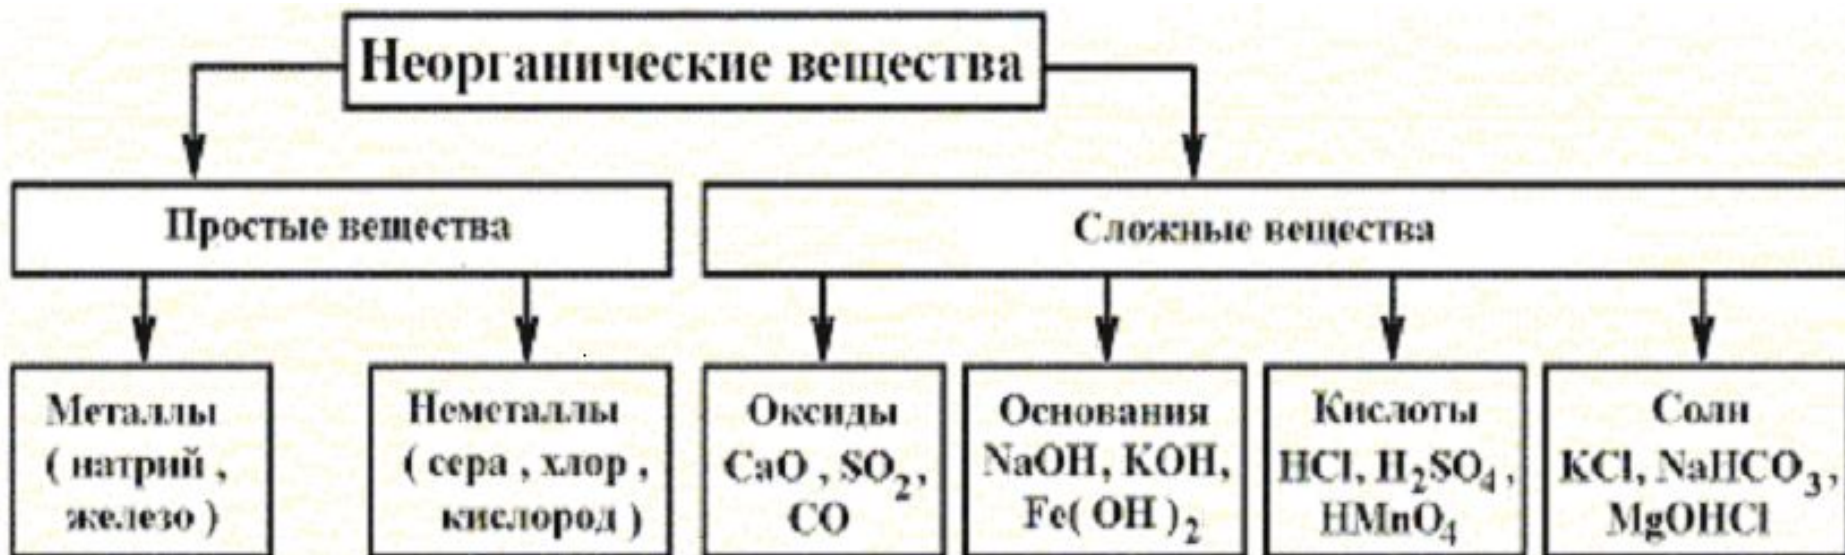 Неорганические вещества
Простые вещества
Сложные вещества
Металлы
( натрий ,
железо )
Неметаллы
( сера , хлор ,
кислород )
Оксиды
CaO , SO₂,
CO
Основания
NaOH, KOH,
Fe( OH )₂
Кислоты
HCl, H₂SO₄,
HMnO₄
Соли
KCl, NaHCO₃,
MgOHCl